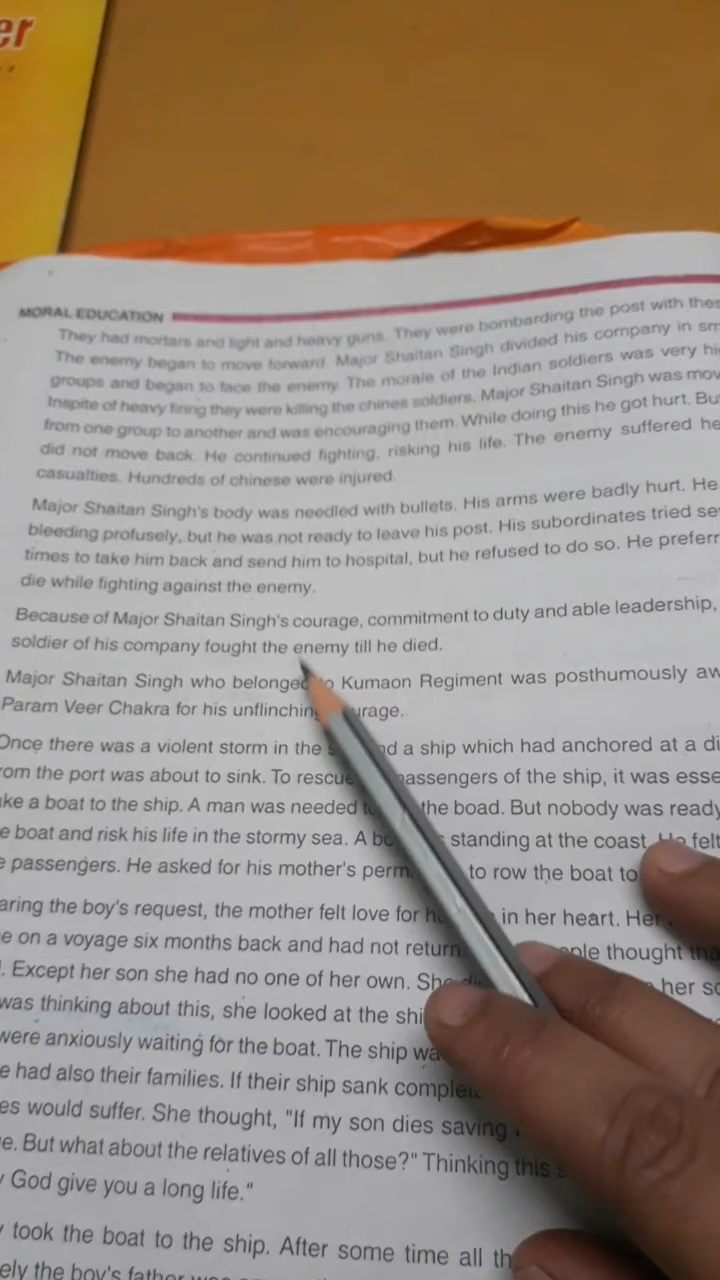 er
MORAL EDUCATION
They had mortars and light and heavy guns. They were bombarding the post with thes
The enemy began to move forward. Major Shaitan Singh divided his company in sm
groups and began to face the enemy. The morale of the Indian soldiers was very hi
Inspite of heavy firing they were killing the chines soldiers. Major Shaitan Singh was mov
from one group to another and was encouraging them. While doing this he got hurt. Bu
did not move back. He continued fighting, risking his life. The enemy suffered he
casualties. Hundreds of chinese were injured.
Major Shaitan Singh's body was needled with bullets. His arms were badly hurt. He
bleeding profusely, but he was not ready to leave his post. His subordinates tried se
times to take him back and send him to hospital, but he refused to do so. He preferr
die while fighting against the enemy.
Because of Major Shaitan Singh's courage, commitment to duty and able leadership,
soldier of his company fought the enemy till he died.
Major Shaitan Singh who belonged to Kumaon Regiment was posthumously aw
Param Veer Chakra for his unflinching courage.
Once there was a violent storm in the s nd a ship which had anchored at a di
rom the port was about to sink. To rescue passengers of the ship, it was esse
ake a boat to the ship. A man was needed the boad. But nobody was ready
e boat and risk his life in the stormy sea. A bo standing at the coast. He felt
e passengers. He asked for his mother's perm to row the boat to
aring the boy's request, the mother felt love for h in her heart. Her
e on a voyage six months back and had not return ople thought tha
. Except her son she had no one of her own. She her so
was thinking about this, she looked at the shi
were anxiously waiting for the boat. The ship wa
e had also their families. If their ship sank complete
es would suffer. She thought, "If my son dies saving
e. But what about the relatives of all those?" Thinking this s
God give you a long life."
took the boat to the ship. After some time all th
ely the boy's father